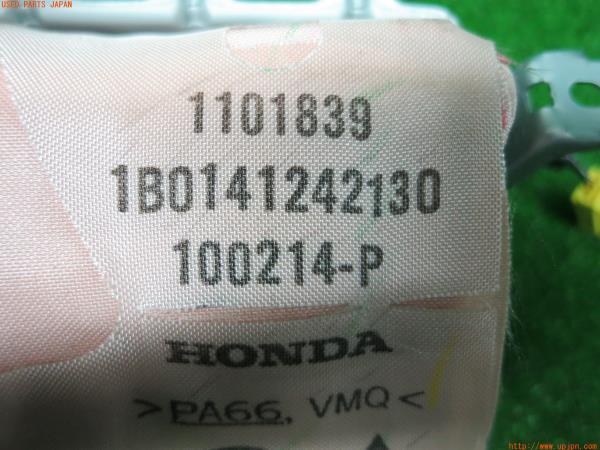 USED PARTS JAPAN
1101839
1B0141242130
100214-P
HONDA
>PA66, VMQ<
http://www.upjpn.com/